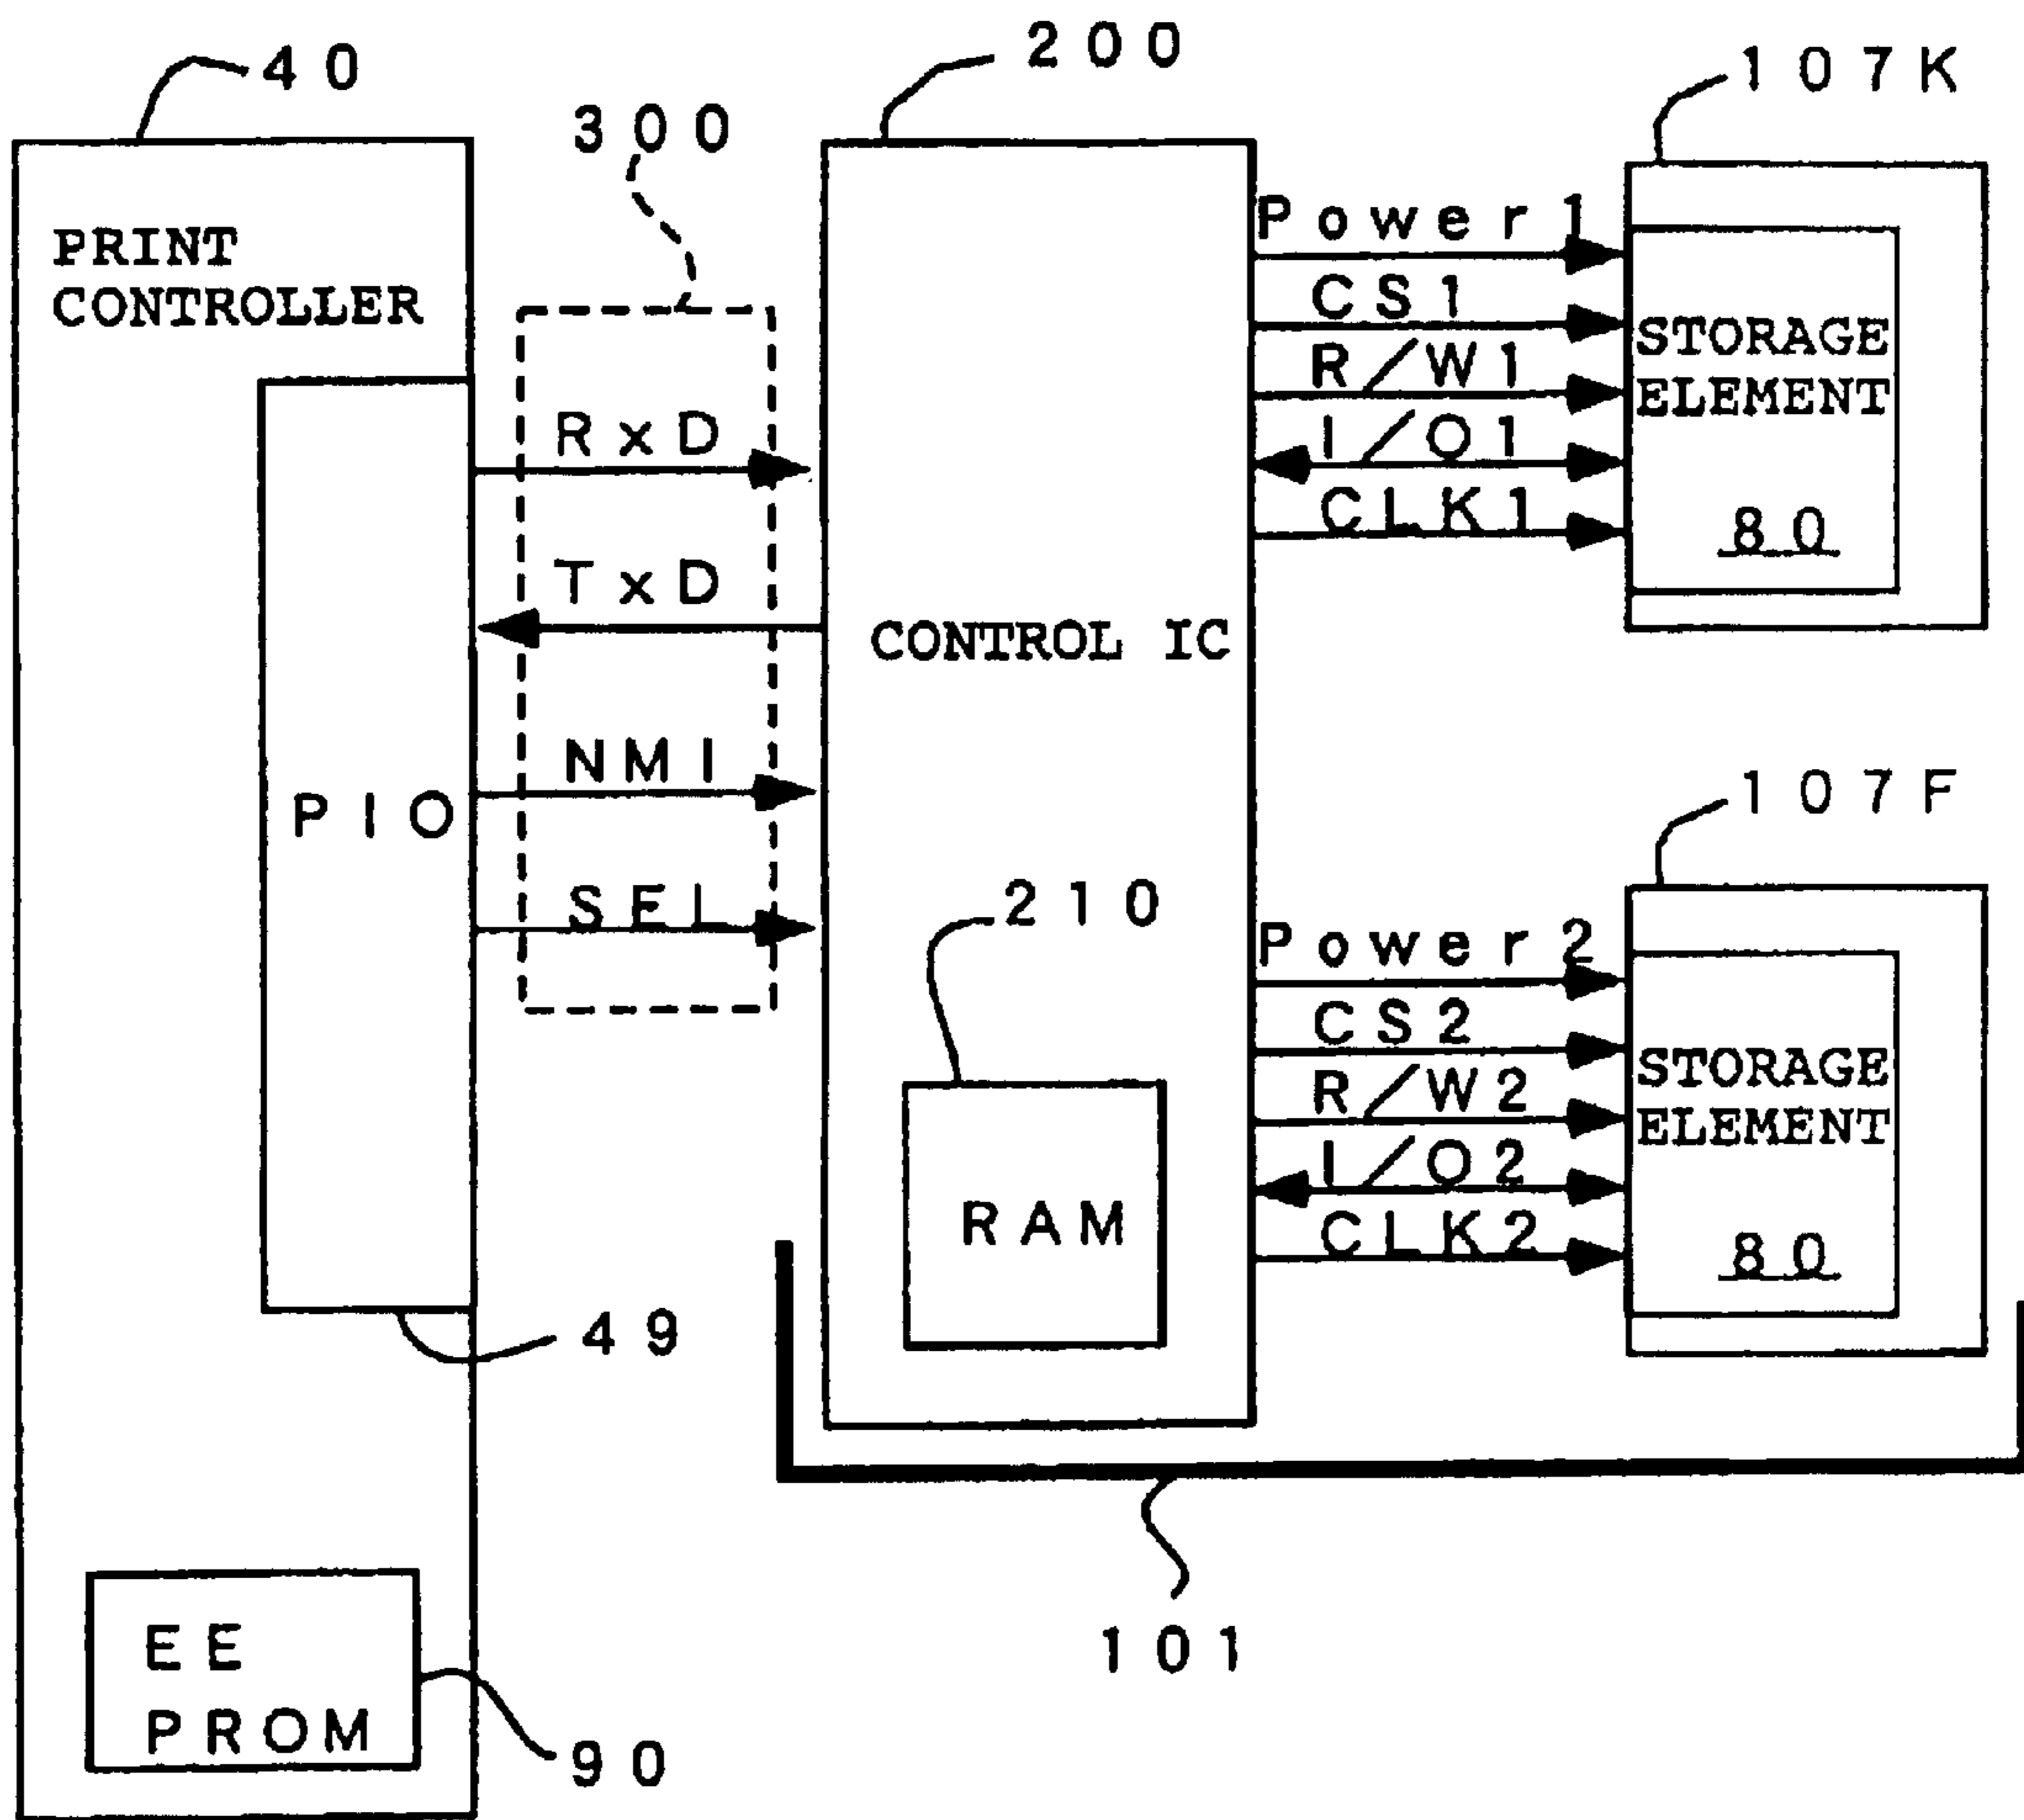 40
200
107K
300
PRINT
CONTROLLER
RxD
TxD
NMI
SEL
PIO
49
EE
PROM
90
CONTROL IC
210
RAM
Power1
CS1
R/W1
I/O1
CLK1
STORAGE
ELEMENT
80
107F
Power2
CS2
R/W2
I/O2
CLK2
STORAGE
ELEMENT
80
101